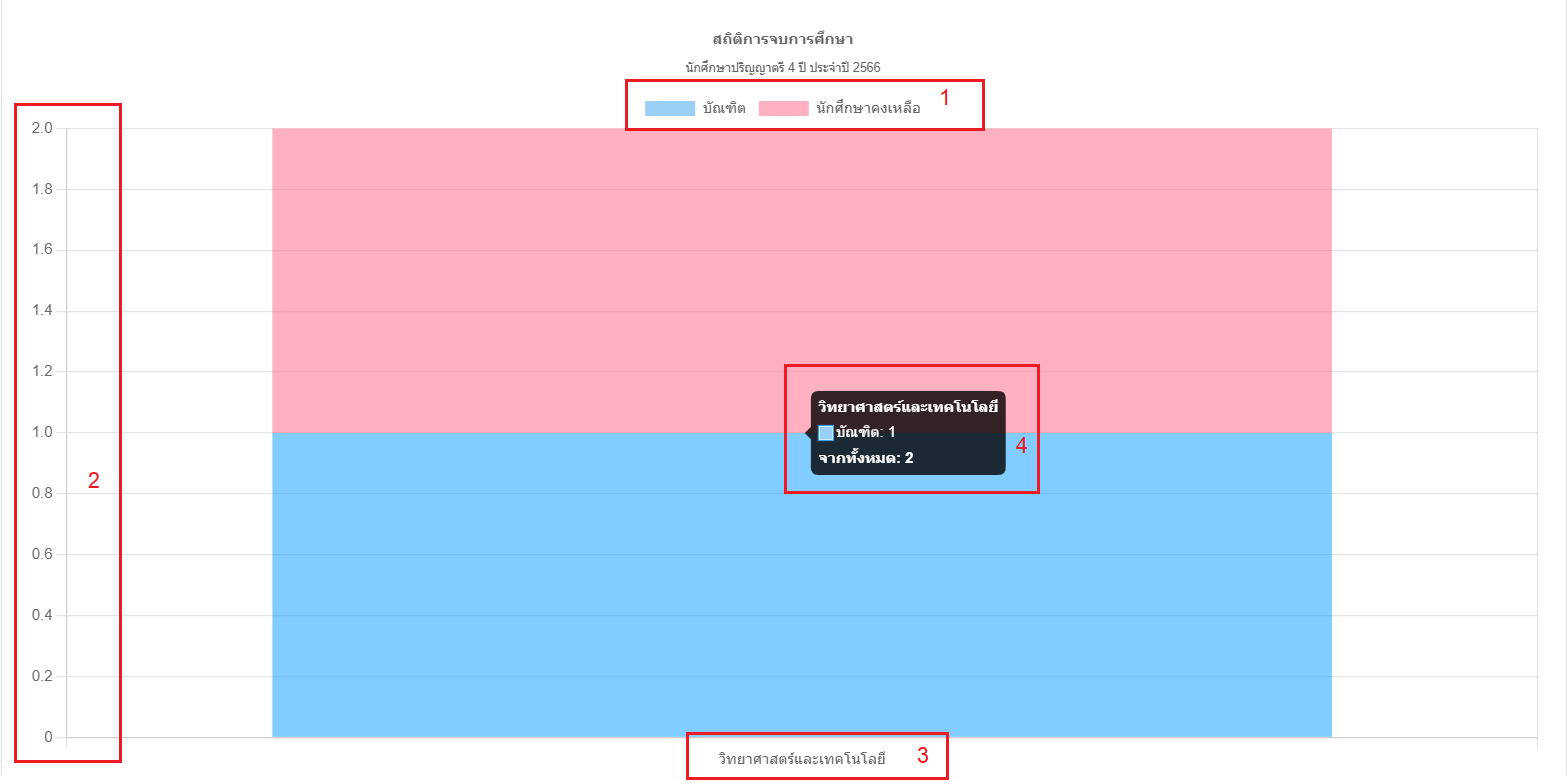 สถิติการจบการศึกษา
นักศึกษาปริญญาตรี 4 ปี ประจำปี 2566
บัณฑิต นักศึกษาคงเหลือ 1
2.0
1.8
1.6
1.4
1.2
วิทยาศาสตร์และเทคโนโลยี
1.0
บัณฑิต: 1
4
จากทั้งหมด: 2
2
0.8
0.6
0.4
0.2
0
วิทยาศาสตร์และเทคโนโลยี 3